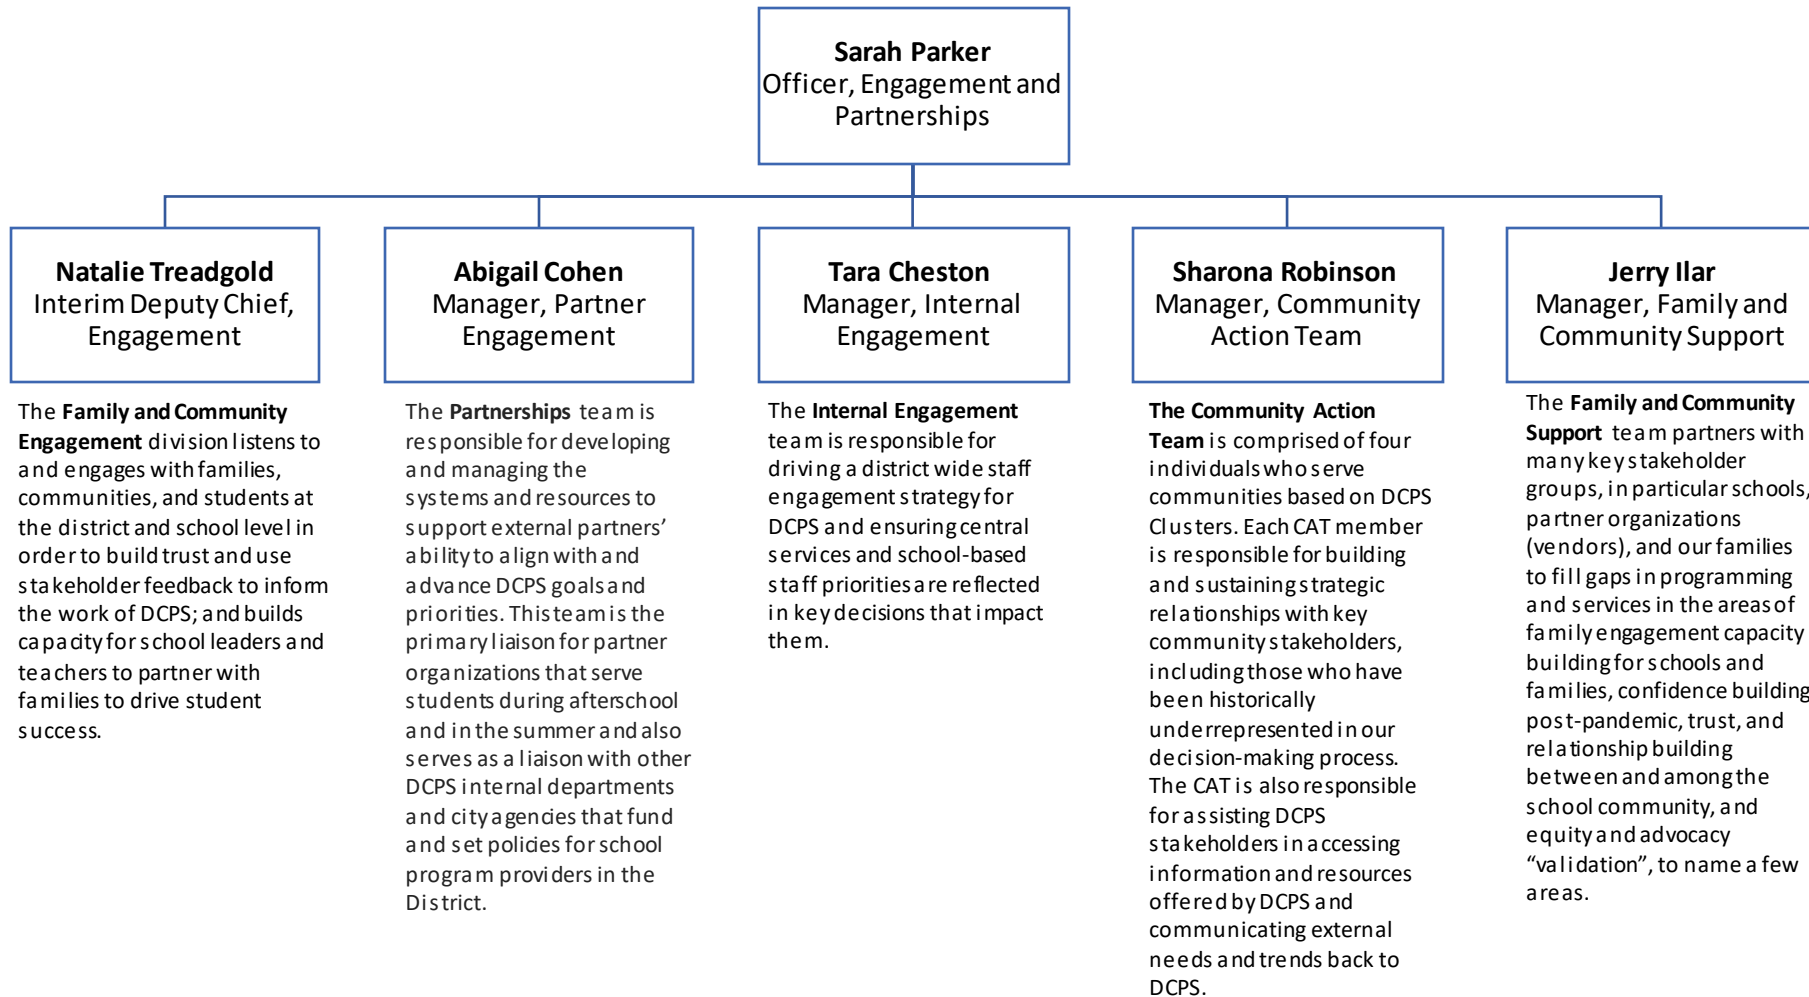 Sarah Parker
Officer, Engagement and
Partnerships
Natalie Treadgold
Interim Deputy Chief,
Engagement
Abigail Cohen
Manager, Partner
Engagement
Tara Cheston
Manager, Internal
Engagement
Sharona Robinson
Manager, Community
Action Team
Jerry Ilar
Manager, Family and
Community Support
The Family and Community
Engagement division listens to
and engages with families,
communities, and students at
the district and school level in
order to build trust and use
stakeholder feedback to inform
the work of DCPS; and builds
capacity for school leaders and
teachers to partner with
families to drive student
success.
The Partnerships team is
responsible for developing
and managing the
systems and resources to
support external partners’
ability to align with and
advance DCPS goals and
priorities. This team is the
primary liaison for partner
organizations that serve
students during afterschool
and in the summer and also
serves as a liaison with other
DCPS internal departments
and city agencies that fund
and set policies for school
program providers in the
District.
The Internal Engagement
team is responsible for
driving a district wide staff
engagement strategy for
DCPS and ensuring central
services and school-based
staff priorities are reflected
in key decisions that impact
them.
The Community Action
Team is comprised of four
individuals who serve
communities based on DCPS
Clusters. Each CAT member
is responsible for building
and sustaining strategic
relationships with key
community stakeholders,
including those who have
been historically
underrepresented in our
decision-making process.
The CAT is also responsible
for assisting DCPS
stakeholders in accessing
information and resources
offered by DCPS and
communicating external
needs and trends back to
DCPS.
The Family and Community
Support team partners with
many key stakeholder
groups, in particular schools,
partner organizations
(vendors), and our families
to fill gaps in programming
and services in the areas of
family engagement capacity
building for schools and
families, confidence building
post-pandemic, trust, and
relationship building
between and among the
school community, and
equity and advocacy
“validation”, to name a few
areas.